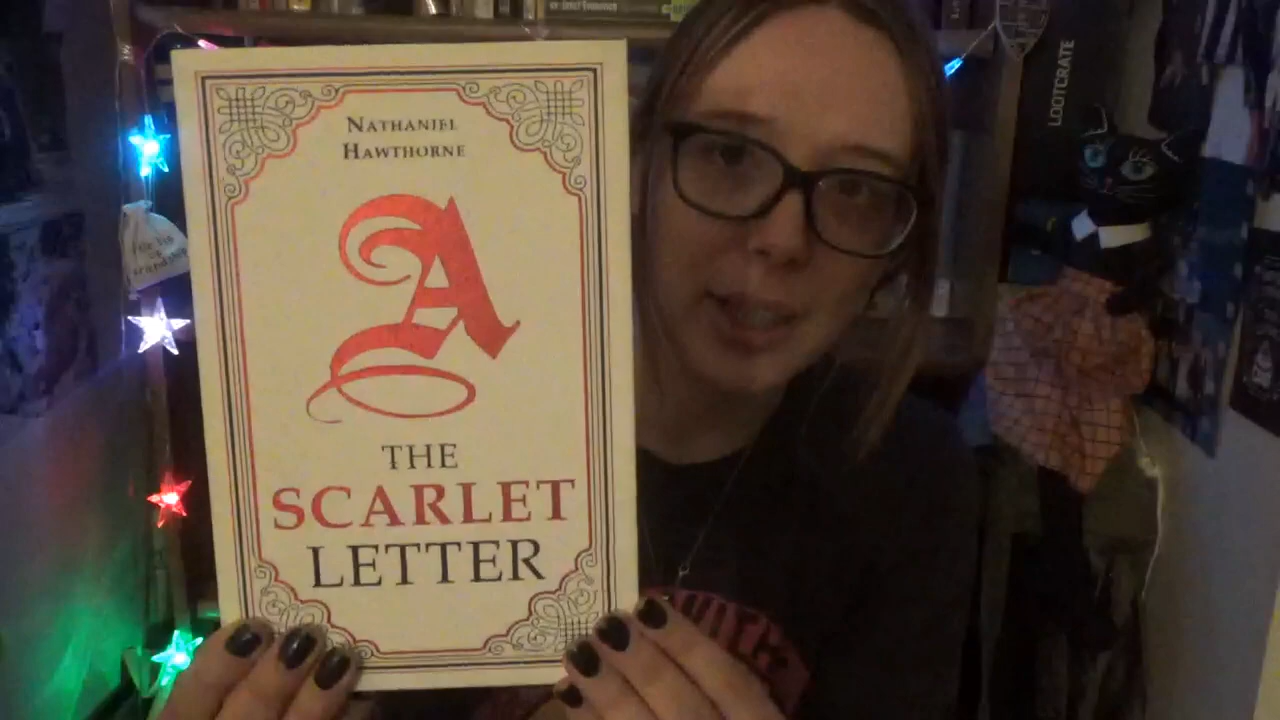 NATHANIEL
HAWTHORNE
A
THE
SCARLET
LETTER
LOOTCRATE